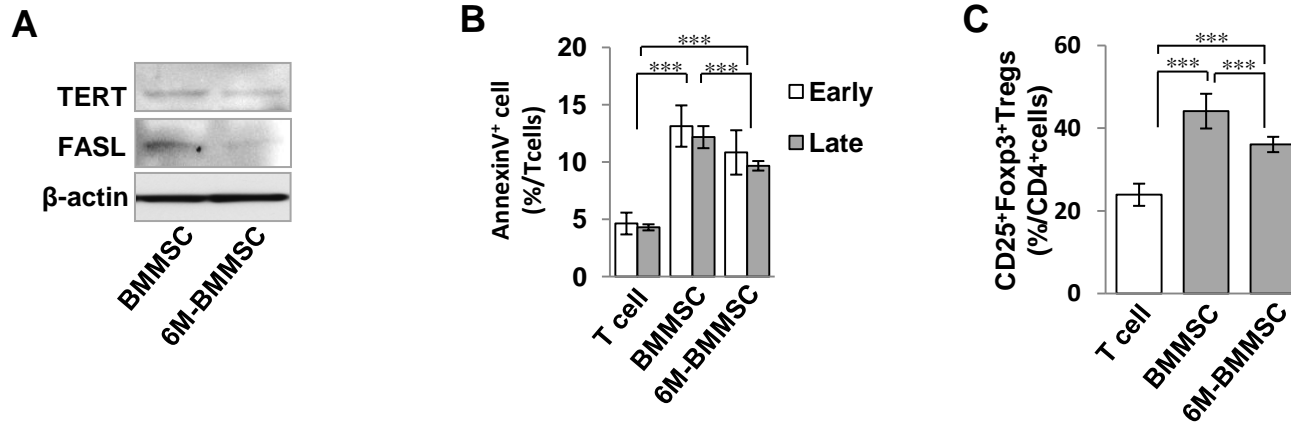 A
TERT
FASL
β-actin
BMMSC
6M-BMMSC
B
AnnexinV⁺ cell
(%/Tcells)
20
15
10
5
0
***
***
***
Early
Late
T cell
BMMSC
6M-BMMSC
C
CD25⁺Foxp3⁺Tregs
(%/CD4⁺cells)
60
40
20
0
***
***
***
T cell
BMMSC
6M-BMMSC